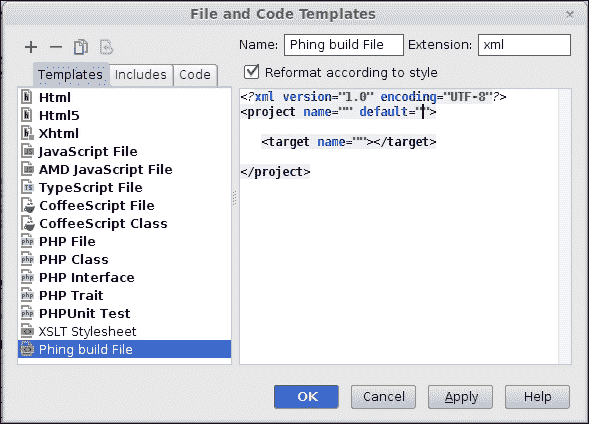 File and Code Templates
Name: Phing build File Extension: xml
Templates Includes Code
Reformat according to style
Html
Html5
Xhtml
JavaScript File
AMD JavaScript File
TypeScript File
CoffeeScript File
CoffeeScript Class
PHP File
PHP Class
PHP Interface
PHP Trait
PHPUnit Test
XSLT Stylesheet
Phing build File
<?xml version="1.0" encoding="UTF-8"?>
<project name="" default="">
<target name=""></target>
</project>
OK Cancel Apply Help